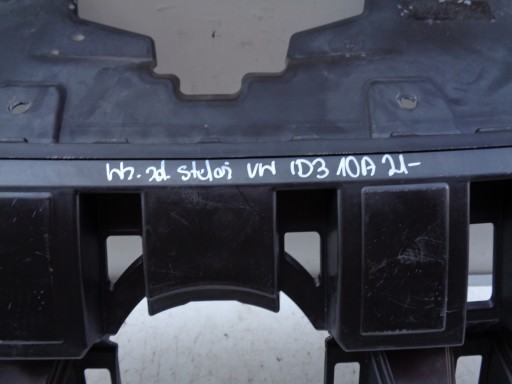 Wz. zd. stelaż VW ID3 10A 21-